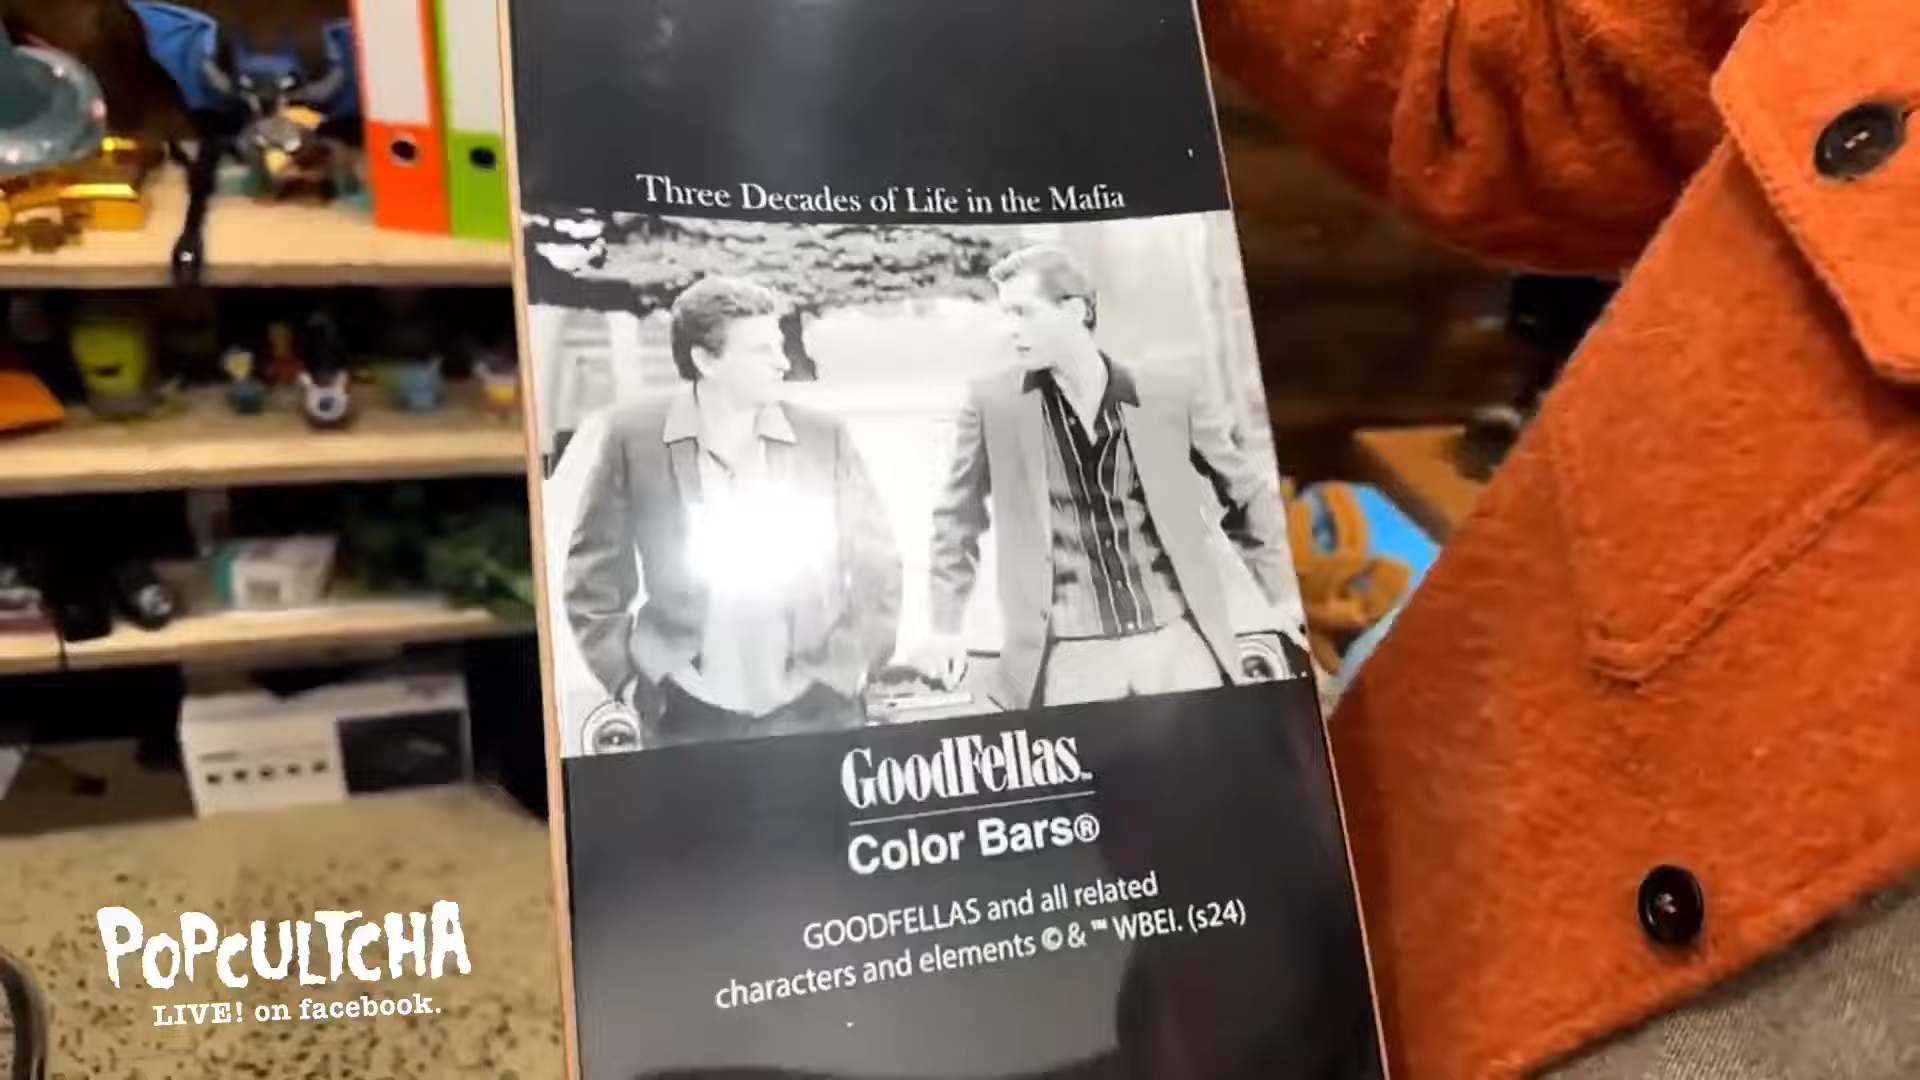 Three Decades of Life in the Mafia
GoodFellas™
Color Bars®
GOODFELLAS and all related
characters and elements © & ™ WBEI. (s24)
POPCULTCHA
LIVE! on facebook.